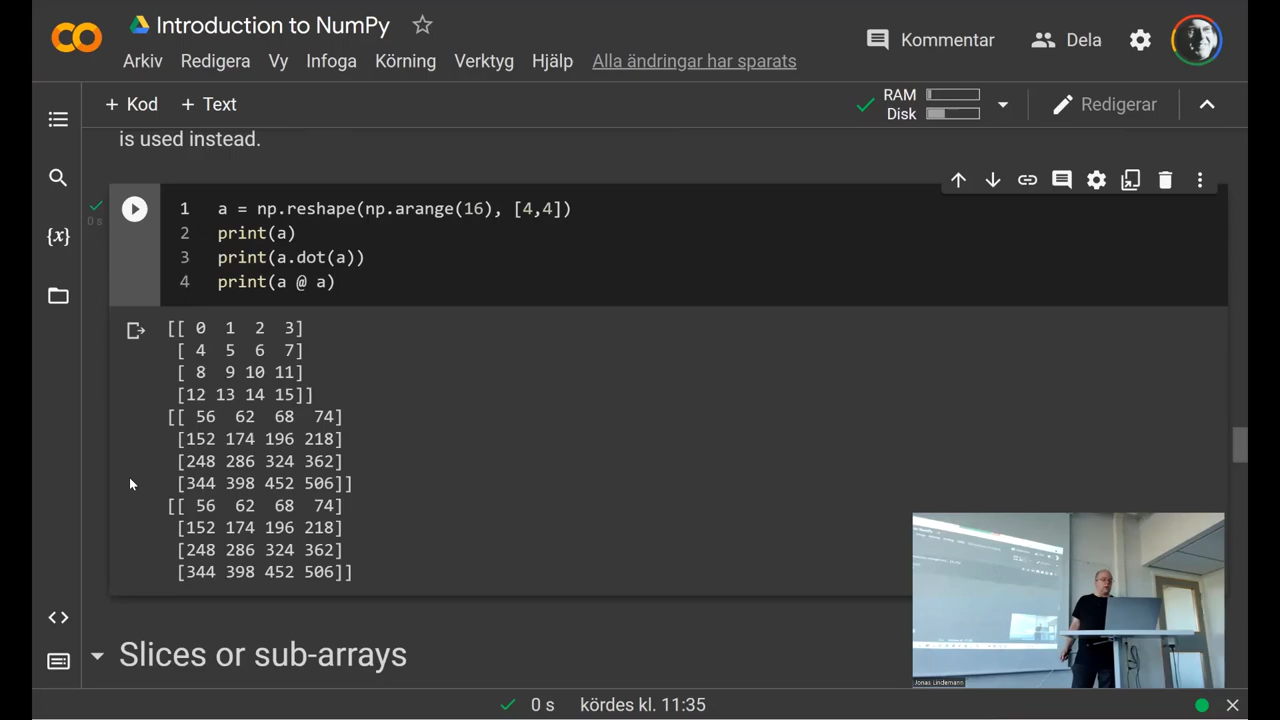 Introduction to NumPy
Kommentar
Dela
Arkiv Redigera Vy Infoga Körning Verktyg Hjälp Alla ändringar har sparats
+ Kod + Text
RAM
Disk
Redigerar
is used instead.
0 s
1 a = np.reshape(np.arange(16), [4,4])
2 print(a)
3 print(a.dot(a))
4 print(a @ a)
{x}
[[ 0 1 2 3]
[ 4 5 6 7]
[ 8 9 10 11]
[12 13 14 15]]
[[ 56 62 68 74]
[152 174 196 218]
[248 286 324 362]
[344 398 452 506]]
[[ 56 62 68 74]
[152 174 196 218]
[248 286 324 362]
[344 398 452 506]]
Slices or sub-arrays
Jonas Lindemann
0 s kördes kl. 11:35